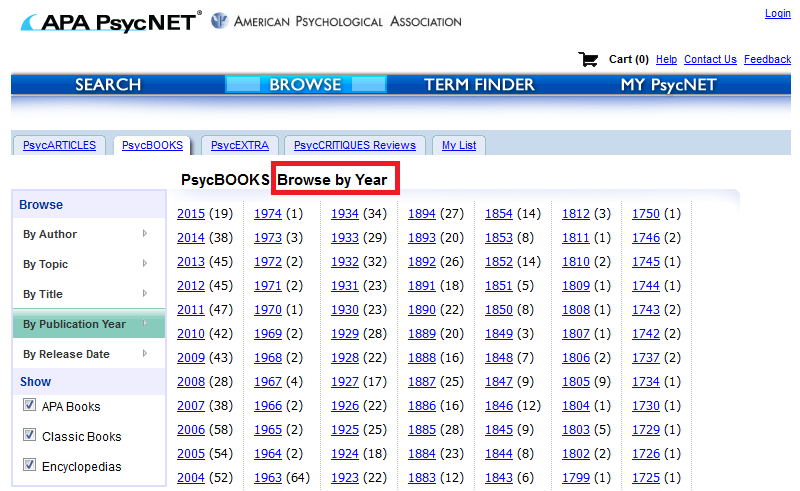 APA PsycNET® AMERICAN PSYCHOLOGICAL ASSOCIATION
Login
Cart (0) Help Contact Us Feedback
SEARCH BROWSE TERM FINDER MY PsycNET
PsycARTICLES PsycBOOKS PsycEXTRA PsycCRITIQUES Reviews My List
PsycBOOKS Browse by Year
Browse
By Author
By Topic
By Title
By Publication Year
By Release Date
Show
APA Books
Classic Books
Encyclopedias
2015 (19) 1974 (1) 1934 (34) 1894 (27) 1854 (14) 1812 (3) 1750 (1)
2014 (38) 1973 (3) 1933 (29) 1893 (20) 1853 (8) 1811 (1) 1746 (2)
2013 (45) 1972 (2) 1932 (32) 1892 (26) 1852 (14) 1810 (2) 1745 (1)
2012 (45) 1971 (2) 1931 (23) 1891 (18) 1851 (5) 1809 (1) 1744 (1)
2011 (47) 1970 (1) 1930 (23) 1890 (22) 1850 (8) 1808 (1) 1743 (2)
2010 (42) 1969 (2) 1929 (28) 1889 (20) 1849 (3) 1807 (1) 1742 (2)
2009 (43) 1968 (2) 1928 (22) 1888 (16) 1848 (7) 1806 (2) 1737 (2)
2008 (28) 1967 (4) 1927 (17) 1887 (25) 1847 (9) 1805 (9) 1734 (1)
2007 (38) 1966 (2) 1926 (22) 1886 (16) 1846 (12) 1804 (1) 1730 (1)
2006 (58) 1965 (2) 1925 (25) 1885 (28) 1845 (9) 1803 (5) 1729 (1)
2005 (54) 1964 (2) 1924 (18) 1884 (23) 1844 (8) 1802 (2) 1726 (1)
2004 (52) 1963 (64) 1923 (22) 1883 (12) 1843 (6) 1799 (1) 1725 (1)